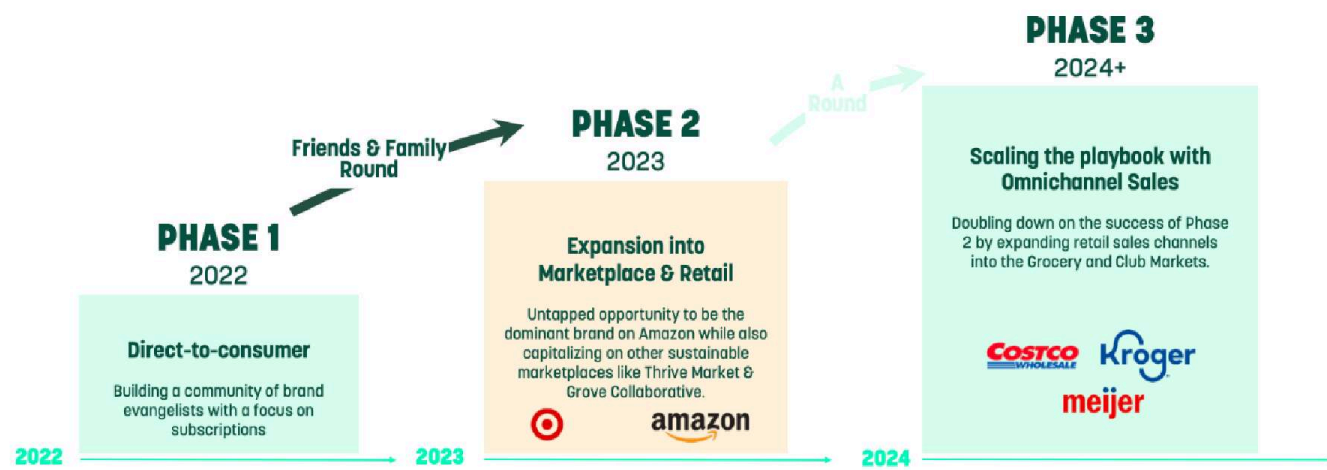 PHASE 1
2022
Direct-to-consumer
Building a community of brand
evangelists with a focus on
subscriptions
Friends & Family
Round
PHASE 2
2023
Expansion into
Marketplace & Retail
Untapped opportunity to be the
dominant brand on Amazon while also
capitalizing on other sustainable
marketplaces like Thrive Market &
Grove Collaborative.
amazon
A
Round
PHASE 3
2024+
Scaling the playbook with
Omnichannel Sales
Doubling down on the success of Phase
2 by expanding retail sales channels
into the Grocery and Club Markets.
COSTCO
WHOLESALE
Kroger
meijer
2022
2023
2024